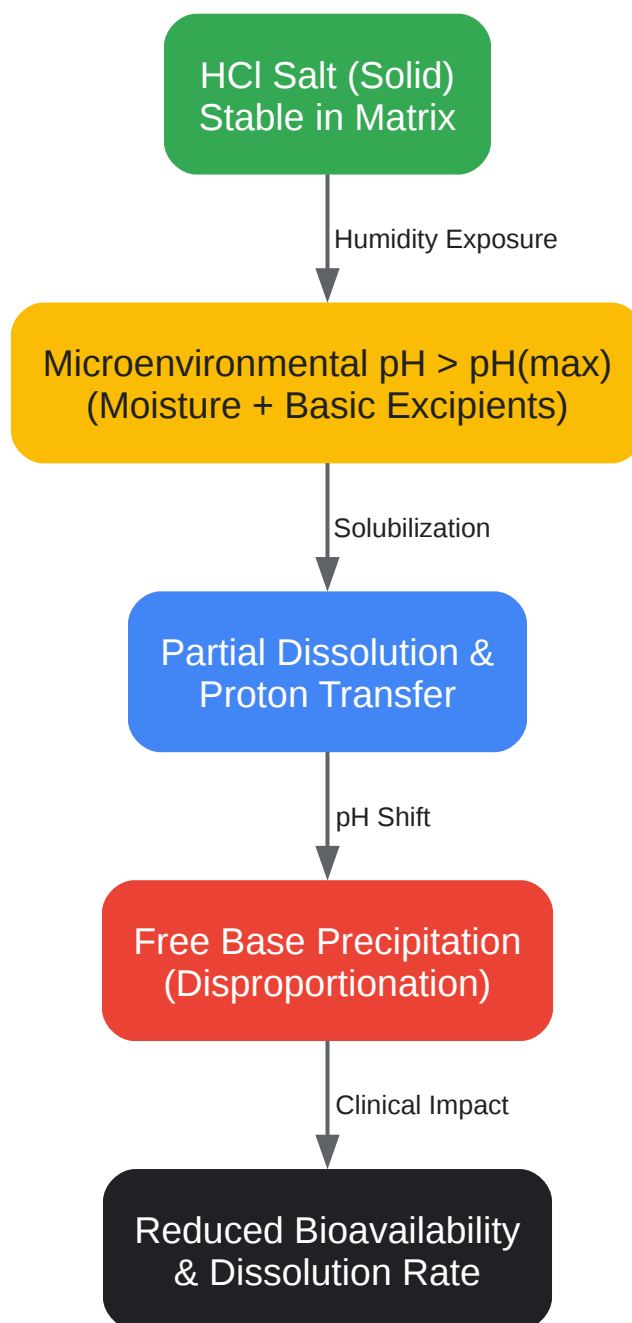 HCl Salt (Solid)
Stable in Matrix
Humidity Exposure
Microenvironmental pH > pH(max)
(Moisture + Basic Excipients)
Solubilization
Partial Dissolution &
Proton Transfer
pH Shift
Free Base Precipitation
(Disproportionation)
Clinical Impact
Reduced Bioavailability
& Dissolution Rate